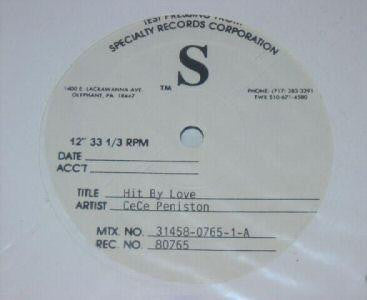 TEST PRESSING FROM
SPECIALTY RECORDS CORPORATION
S
TM
1400 E. LACKAWANNA AVE.
OLYPHANT, PA. 18447
PHONE: (717) 383-3291
TWX 510-671-4580
12" 33 1/3 RPM
DATE
ACC'T
TITLE Hit By Love
ARTIST CeCe Peniston
MTX. NO. 31458-0765-1-A
REC. NO. 80765